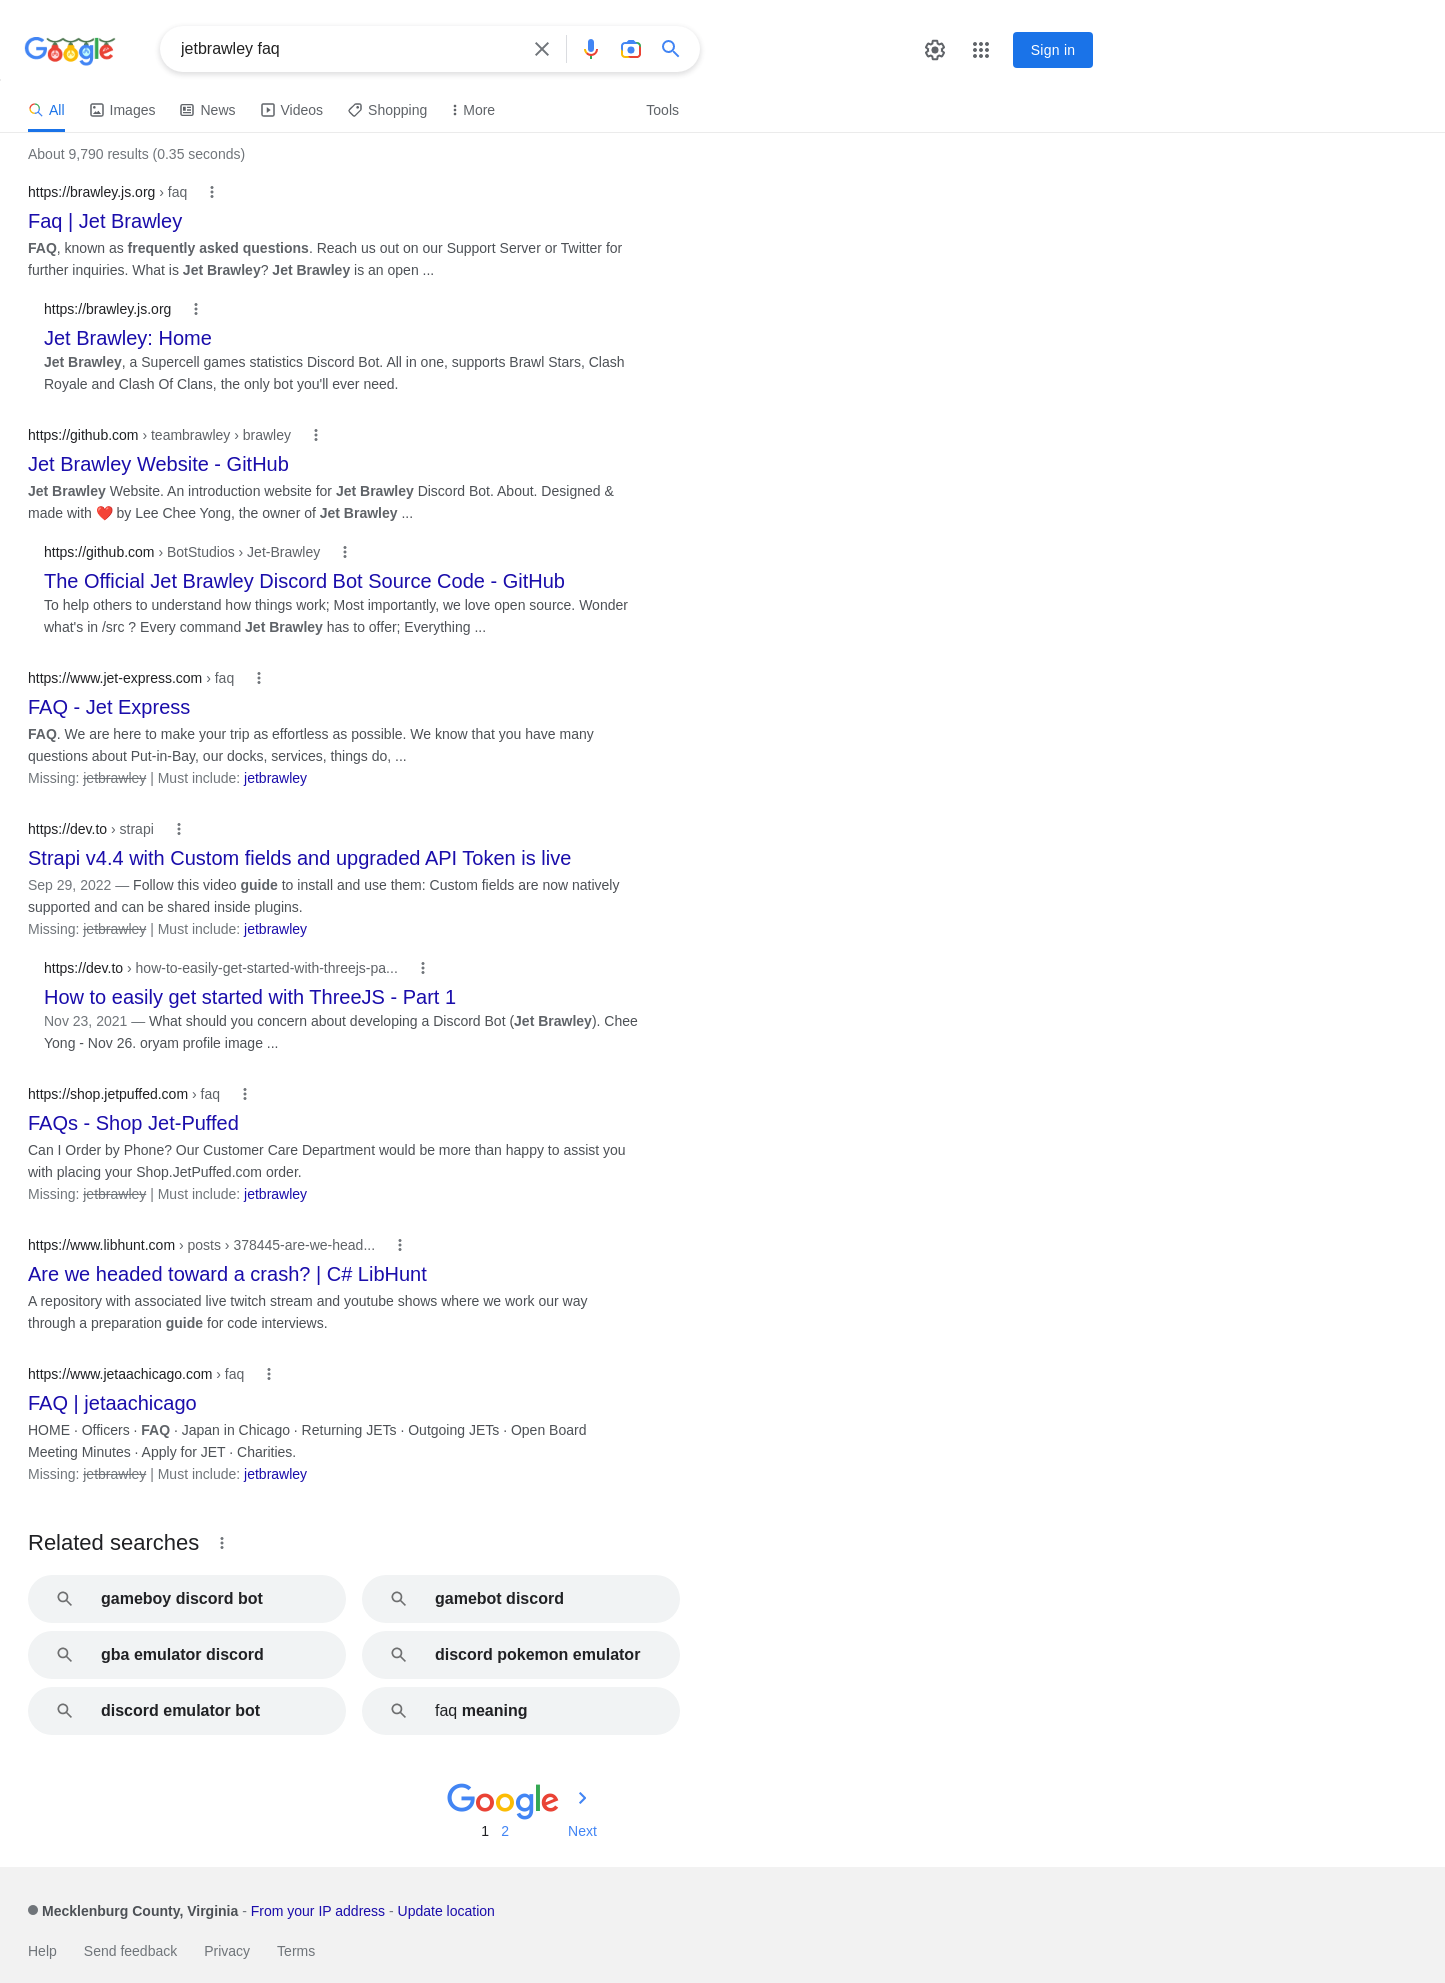 Google
jetbrawley faq
Sign in
All
Images
News
Videos
Shopping
More
Tools
About 9,790 results (0.35 seconds)
https://brawley.js.org › faq
Faq | Jet Brawley
FAQ, known as frequently asked questions. Reach us out on our Support Server or Twitter for
further inquiries. What is Jet Brawley? Jet Brawley is an open ...
https://brawley.js.org
Jet Brawley: Home
Jet Brawley, a Supercell games statistics Discord Bot. All in one, supports Brawl Stars, Clash
Royale and Clash Of Clans, the only bot you'll ever need.
https://github.com › teambrawley › brawley
Jet Brawley Website - GitHub
Jet Brawley Website. An introduction website for Jet Brawley Discord Bot. About. Designed &
made with ❤️ by Lee Chee Yong, the owner of Jet Brawley ...
https://github.com › BotStudios › Jet-Brawley
The Official Jet Brawley Discord Bot Source Code - GitHub
To help others to understand how things work; Most importantly, we love open source. Wonder
what's in /src ? Every command Jet Brawley has to offer; Everything ...
https://www.jet-express.com › faq
FAQ - Jet Express
FAQ. We are here to make your trip as effortless as possible. We know that you have many
questions about Put-in-Bay, our docks, services, things do, ...
Missing: jetbrawley | Must include: jetbrawley
https://dev.to › strapi
Strapi v4.4 with Custom fields and upgraded API Token is live
Sep 29, 2022 — Follow this video guide to install and use them: Custom fields are now natively
supported and can be shared inside plugins.
Missing: jetbrawley | Must include: jetbrawley
https://dev.to › how-to-easily-get-started-with-threejs-pa...
How to easily get started with ThreeJS - Part 1
Nov 23, 2021 — What should you concern about developing a Discord Bot (Jet Brawley). Chee
Yong - Nov 26. oryam profile image ...
https://shop.jetpuffed.com › faq
FAQs - Shop Jet-Puffed
Can I Order by Phone? Our Customer Care Department would be more than happy to assist you
with placing your Shop.JetPuffed.com order.
Missing: jetbrawley | Must include: jetbrawley
https://www.libhunt.com › posts › 378445-are-we-head...
Are we headed toward a crash? | C# LibHunt
A repository with associated live twitch stream and youtube shows where we work our way
through a preparation guide for code interviews.
https://www.jetaachicago.com › faq
FAQ | jetaachicago
HOME · Officers · FAQ · Japan in Chicago · Returning JETs · Outgoing JETs · Open Board
Meeting Minutes · Apply for JET · Charities.
Missing: jetbrawley | Must include: jetbrawley
Related searches
gameboy discord bot
gamebot discord
gba emulator discord
discord pokemon emulator
discord emulator bot
faq meaning
Google
1 2 Next
Mecklenburg County, Virginia - From your IP address - Update location
Help Send feedback Privacy Terms